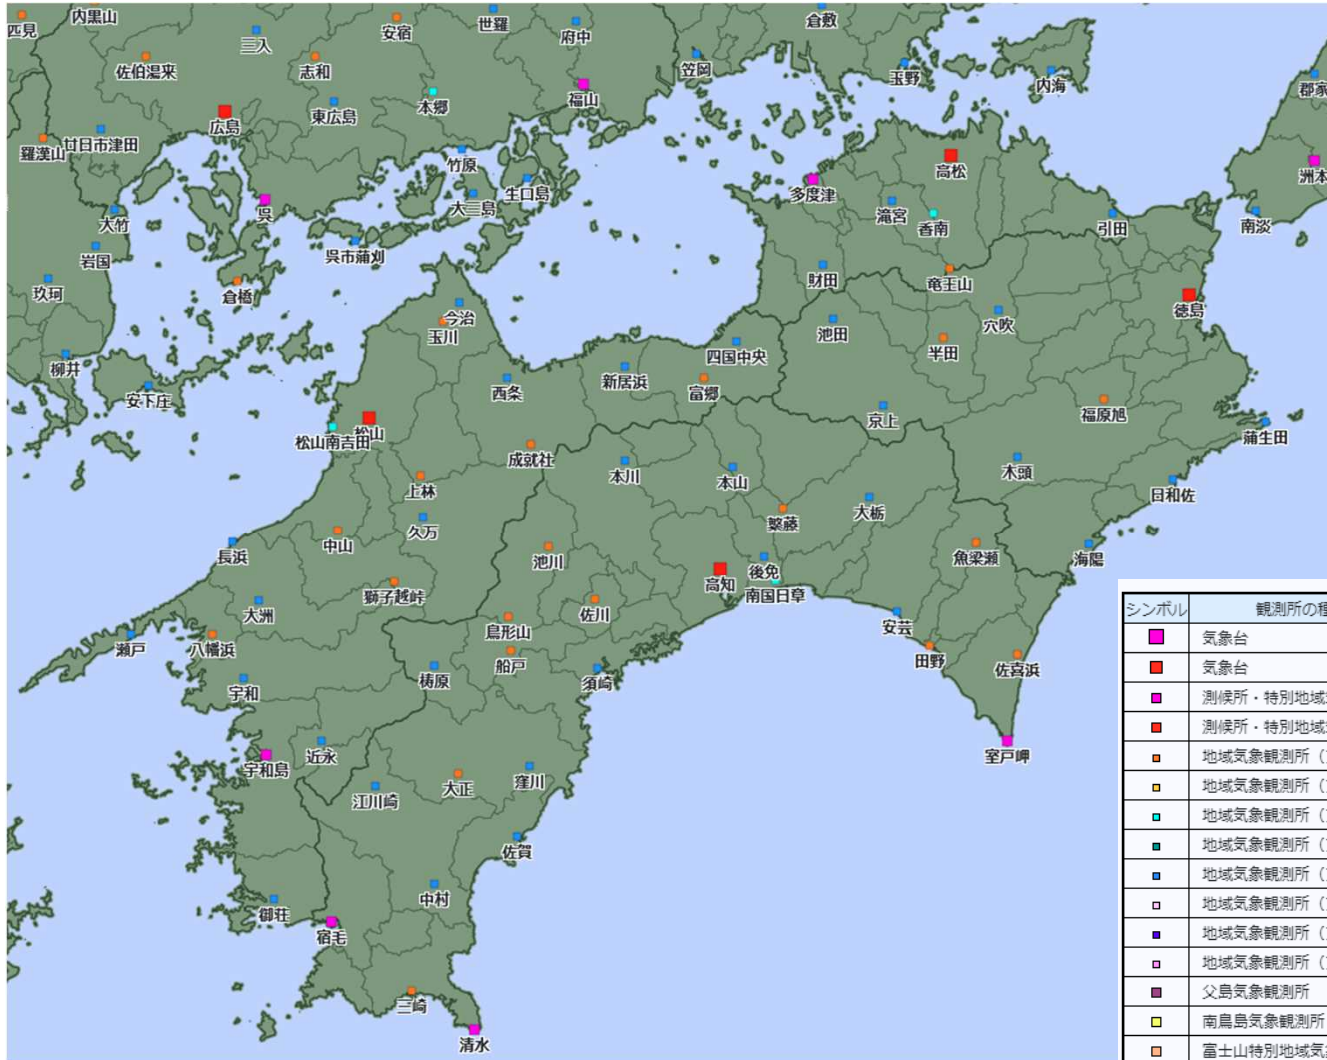 匹見
内黒山
三入
安宿
世羅
府中
倉敷
佐伯湯来
志和
笠岡
玉野
内海
郡家
東広島
本郷
福山
広島
廿日市津田
羅漢山
竹原
生口島
大三島
多度津
高松
洲本
滝宮
香南
引田
南淡
大竹
呉
呉市蒲刈
岩国
玖珂
倉橋
財田
竜王山
徳島
今治
玉川
池田
穴吹
半田
四国中央
柳井
安下庄
西条
新居浜
富郷
京上
福原旭
蒲生田
松山
松山南吉田
成就社
本川
本山
木頭
日和佐
上林
久万
繁藤
大栃
中山
長浜
池川
高知
後免
南国日章
魚梁瀬
海陽
獅子越峠
佐川
大洲
瀬戸
八幡浜
鳥形山
船戸
安芸
田野
佐喜浜
宇和
梼原
須崎
宇和島
近永
室戸岬
江川崎
大正
窪川
佐賀
御荘
中村
宿毛
三崎
清水
シンボル 観測所の種
気象台
気象台
測候所・特別地域
測候所・特別地域
地域気象観測所（
地域気象観測所（
地域気象観測所（
地域気象観測所（
地域気象観測所（
地域気象観測所（
地域気象観測所（
地域気象観測所（
父島気象観測所
南鳥島気象観測所
富士山特別地域気